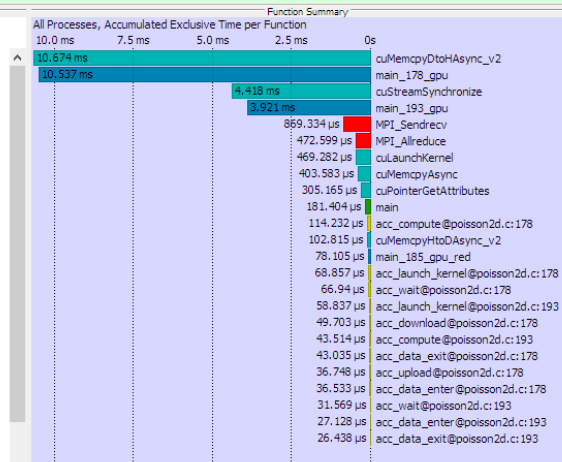 Function Summary
All Processes, Accumulated Exclusive Time per Function
10.0 ms 7.5 ms 5.0 ms 2.5 ms 0s
10.674 ms cuMemcpyDtoHAsync_v2
10.537 ms main_178_gpu
4.418 ms cuStreamSynchronize
3.921 ms main_193_gpu
869.334 µs MPI_Sendrecv
472.599 µs MPI_Allreduce
469.282 µs cuLaunchKernel
403.583 µs cuMemcpyAsync
305.165 µs cuPointerGetAttributes
181.404 µs main
114.232 µs acc_compute@poisson2d.c:178
102.815 µs cuMemcpyHtoDAsync_v2
78.105 µs main_185_gpu_red
68.857 µs acc_launch_kernel@poisson2d.c:178
66.94 µs acc_wait@poisson2d.c:178
58.837 µs acc_launch_kernel@poisson2d.c:193
49.703 µs acc_download@poisson2d.c:178
43.514 µs acc_compute@poisson2d.c:193
43.035 µs acc_data_exit@poisson2d.c:178
36.748 µs acc_upload@poisson2d.c:178
36.533 µs acc_data_enter@poisson2d.c:178
31.569 µs acc_wait@poisson2d.c:193
27.128 µs acc_data_enter@poisson2d.c:193
26.438 µs acc_data_exit@poisson2d.c:193